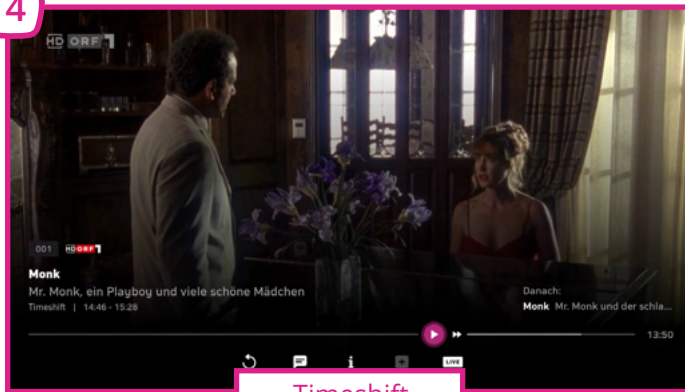 4
HD ORF 1
001 HD ORF 1
Monk
Mr. Monk, ein Playboy und viele schöne Mädchen
Timeshift | 14:46 - 15:28
Danach:
Monk Mr. Monk und der schla...
13:50
LIVE
Timeshift